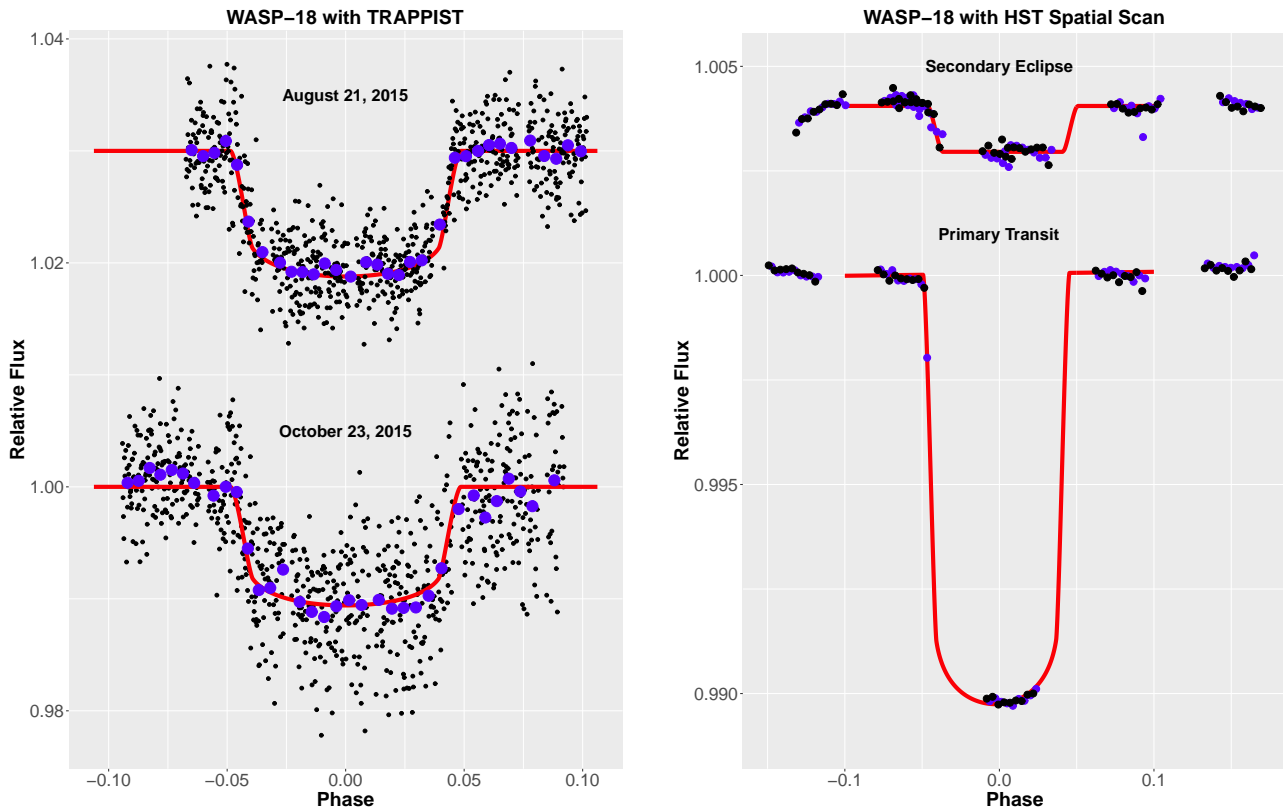 WASP−18 with TRAPPIST
Relative Flux
1.04
1.02
1.00
0.98
August 21, 2015
October 23, 2015
−0.10
−0.05
0.00
0.05
0.10
Phase
WASP−18 with HST Spatial Scan
Relative Flux
1.005
1.000
0.995
0.990
Secondary Eclipse
Primary Transit
−0.1
0.0
0.1
Phase